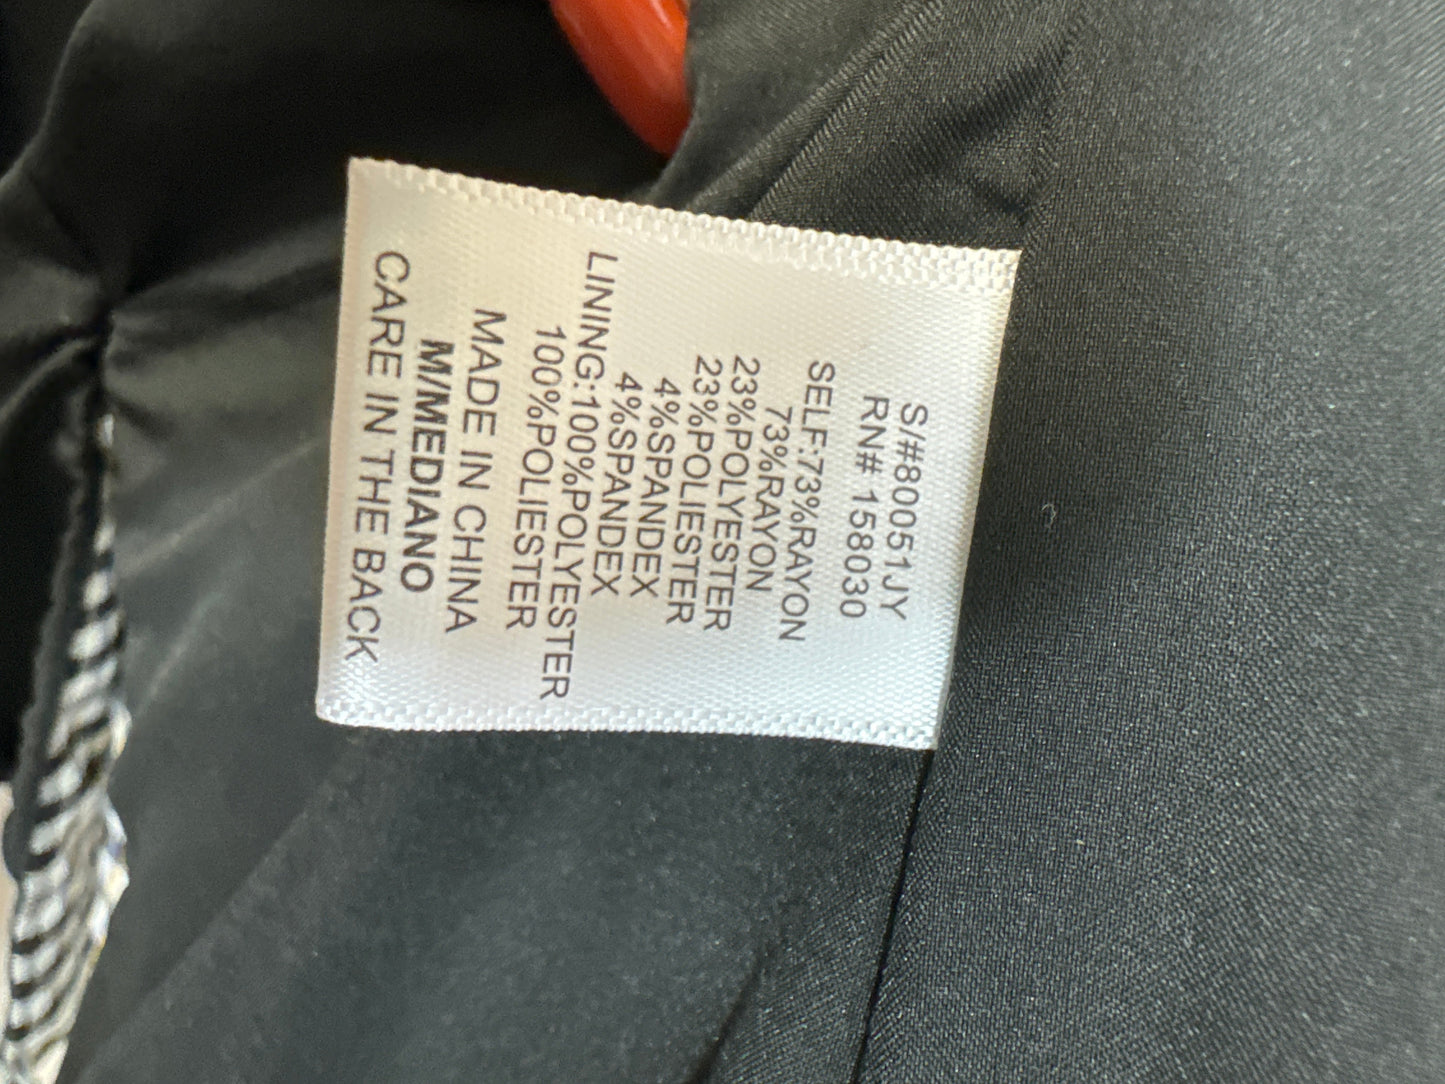 S/#80051JY
RN# 158030
SELF:73%RAYON
73%RAYON
23%POLYESTER
23%POLIESTER
4%SPANDEX
4%SPANDEX
LINING:100%POLYESTER
100%POLIESTER
MADE IN CHINA
M/MEDIANO
CARE IN THE BACK